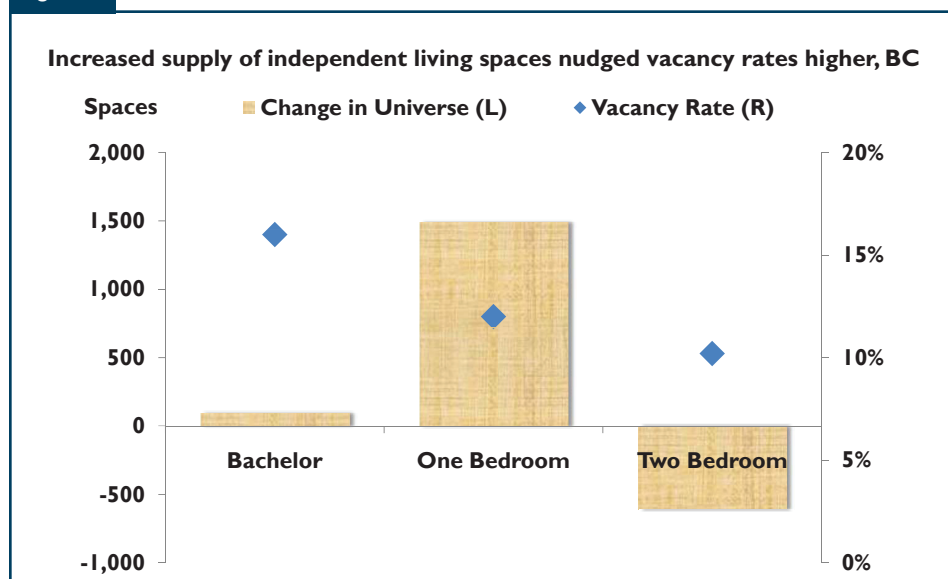 Increased supply of independent living spaces nudged vacancy rates higher, BC
Spaces
Change in Universe (L)
Vacancy Rate (R)
2,000
1,500
1,000
500
0
-500
-1,000
20%
15%
10%
5%
0%
Bachelor
One Bedroom
Two Bedroom